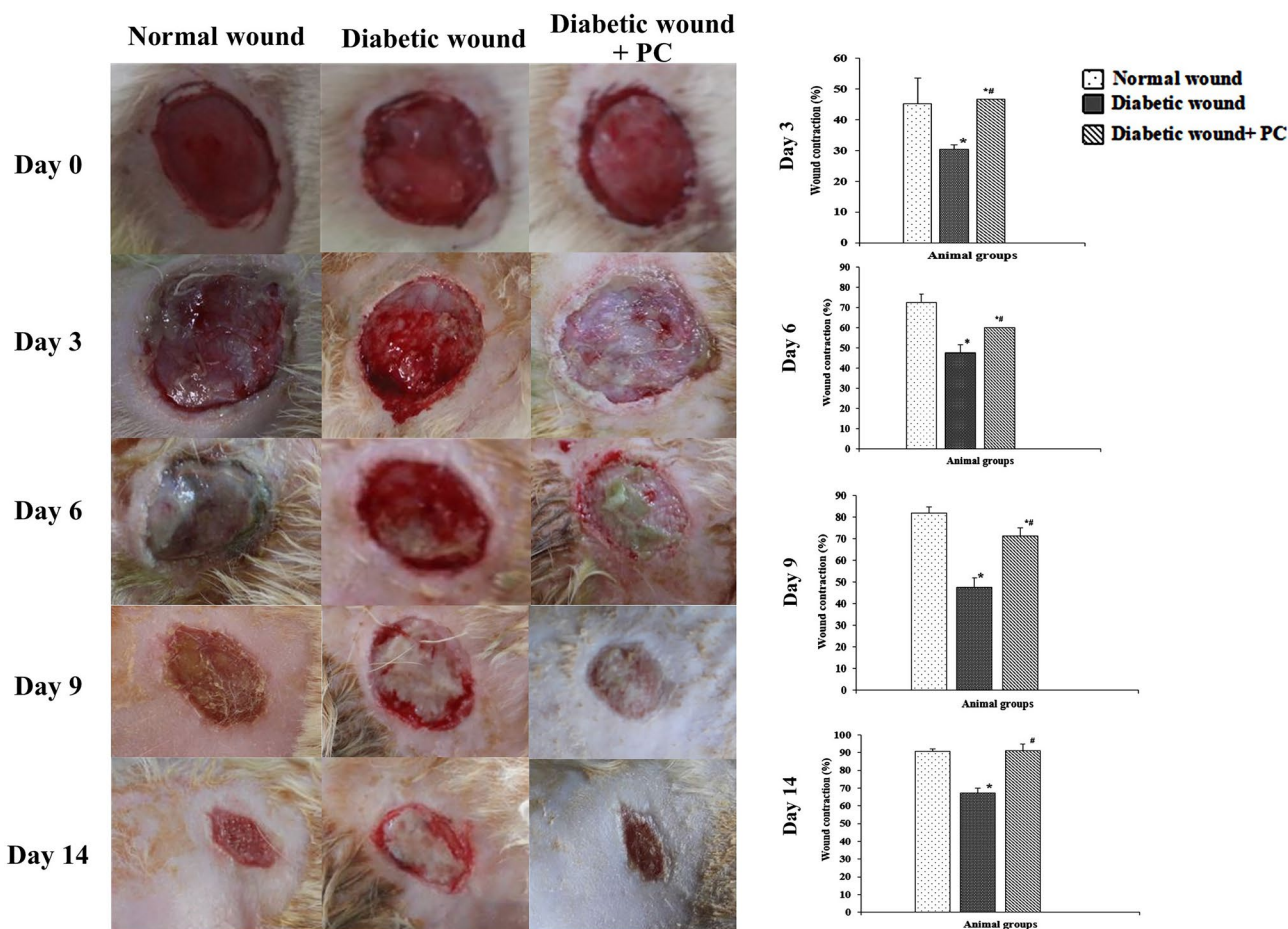 Normal wound
Diabetic wound
Diabetic wound
+ PC
Day 0
Day 3
Day 6
Day 9
Day 14
Day 3
Wound contraction (%)
60
50
40
30
20
10
0
*
*#
Animal groups
Normal wound
Diabetic wound
Diabetic wound+ PC
Day 6
Wound contraction (%)
90
80
70
60
50
40
30
20
10
0
*
*#
Animal groups
Day 9
Wound contraction (%)
90
80
70
60
50
40
30
20
10
0
*
*#
Animal groups
Day 14
Wound contraction (%)
100
90
80
70
60
50
40
30
20
10
0
*
#
Animal groups